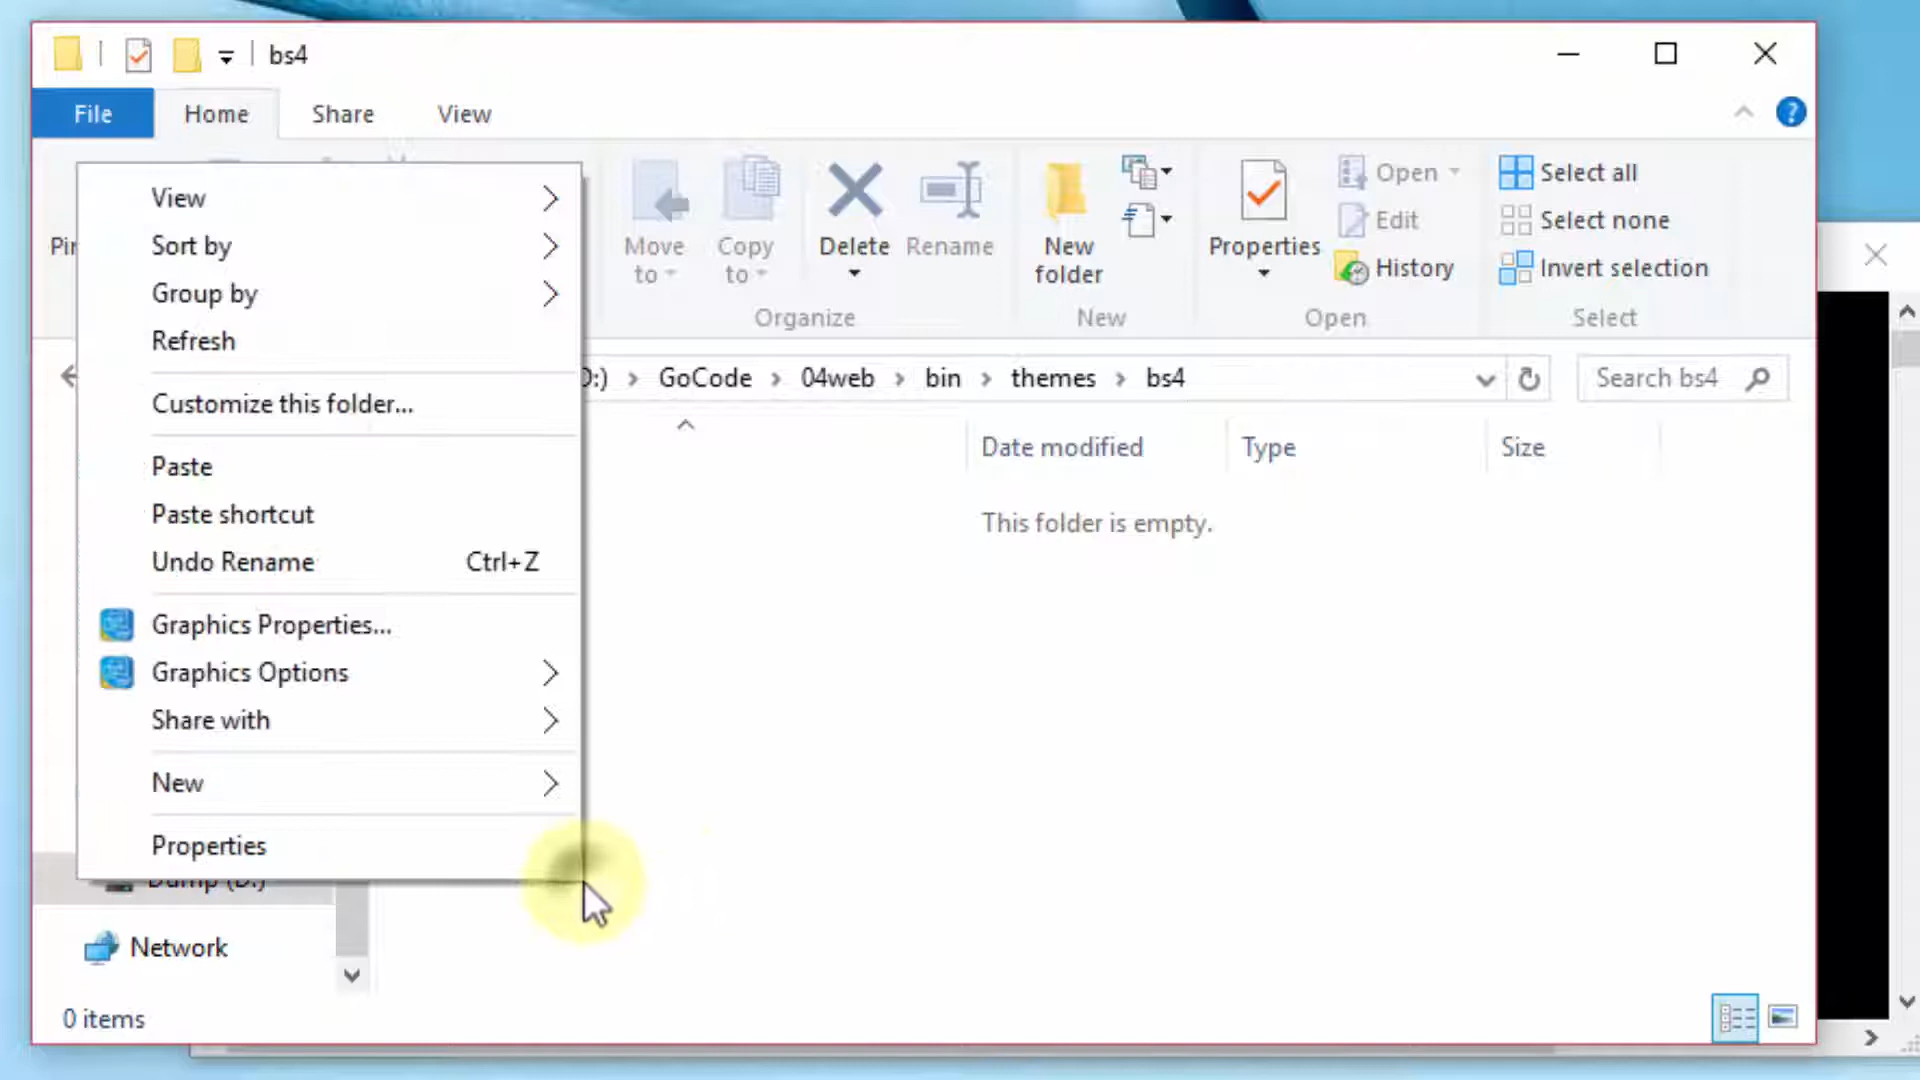 bs4
File Home Share View
Move to
Copy to
Delete
Rename
New folder
Properties
Open
Edit
History
Select all
Select none
Invert selection
Organize New Open Select
GoCode > 04web > bin > themes > bs4
Search bs4
Date modified Type Size
This folder is empty.
View
Sort by
Group by
Refresh
Customize this folder...
Paste
Paste shortcut
Undo Rename Ctrl+Z
Graphics Properties...
Graphics Options
Share with
New
Properties
Dump (D:)
Network
0 items